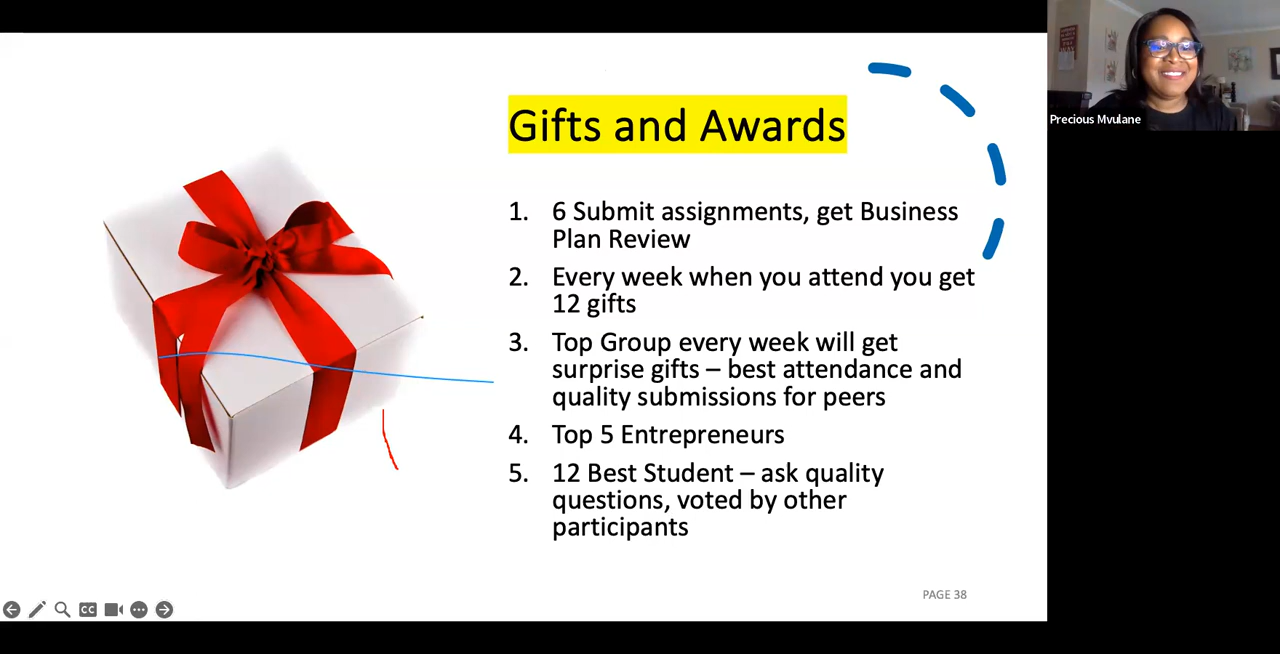 Gifts and Awards
1. 6 Submit assignments, get Business
Plan Review
2. Every week when you attend you get
12 gifts
3. Top Group every week will get
surprise gifts – best attendance and
quality submissions for peers
4. Top 5 Entrepreneurs
5. 12 Best Student – ask quality
questions, voted by other
participants
PAGE 38
CC
Precious Mvulane